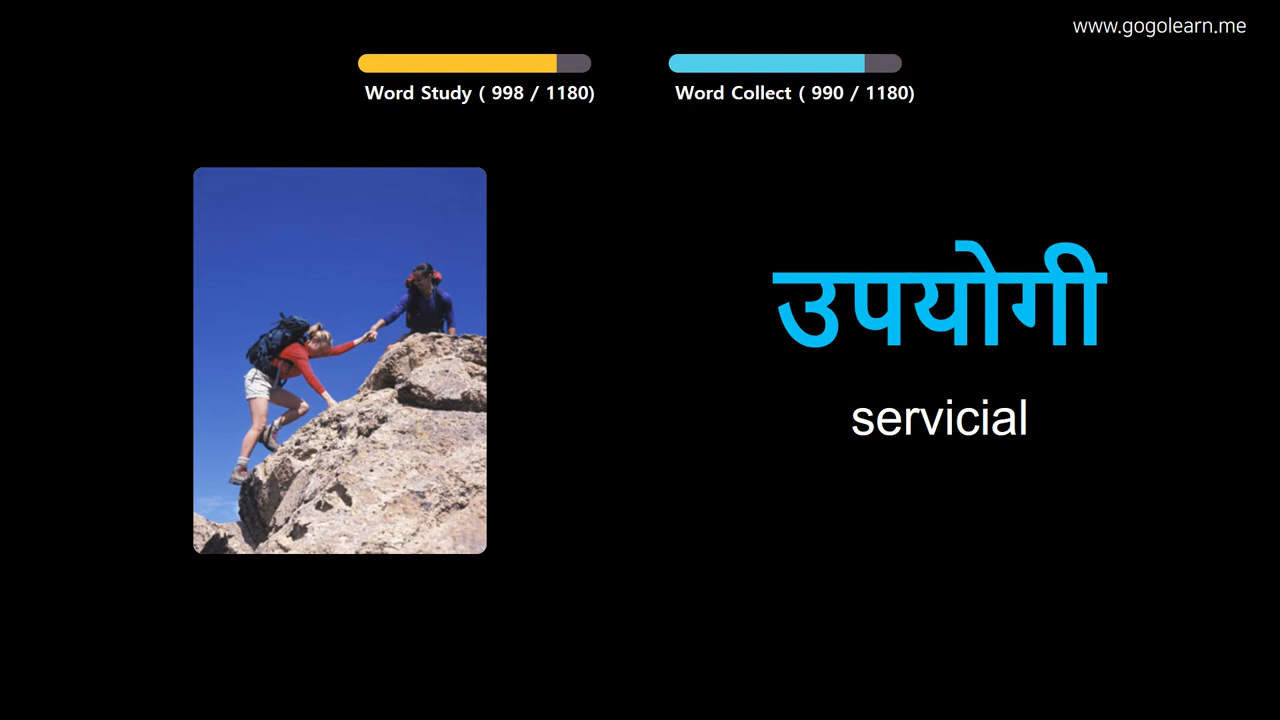 www.gogolearn.me
Word Study ( 998 / 1180)
Word Collect ( 990 / 1180)
उपयोगी
servicial